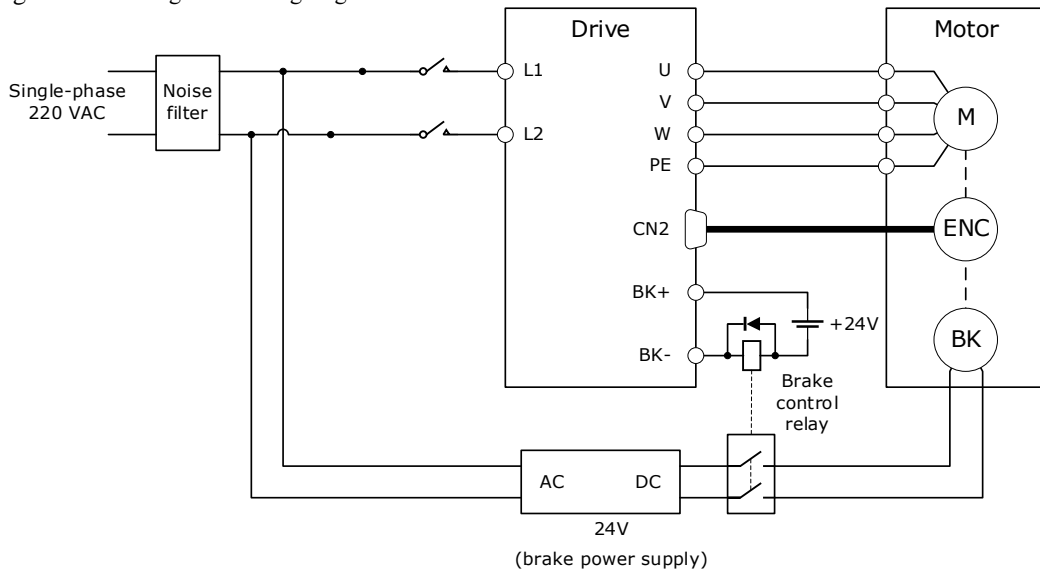 Drive
Motor
Single-phase
220 VAC
Noise
filter
L1
L2
U
V
W
PE
CN2
BK+
BK-
M
ENC
BK
+24V
Brake
control
relay
AC
DC
24V
(brake power supply)